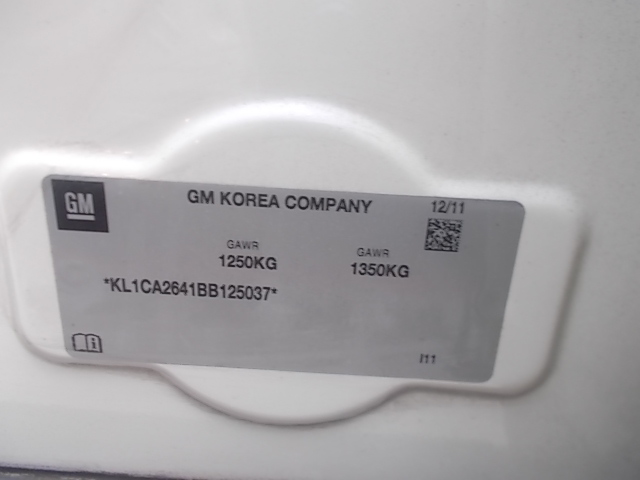 GM
GM KOREA COMPANY
12/11
GAWR
1250KG
GAWR
1350KG
*KL1CA2641BB125037*
I11